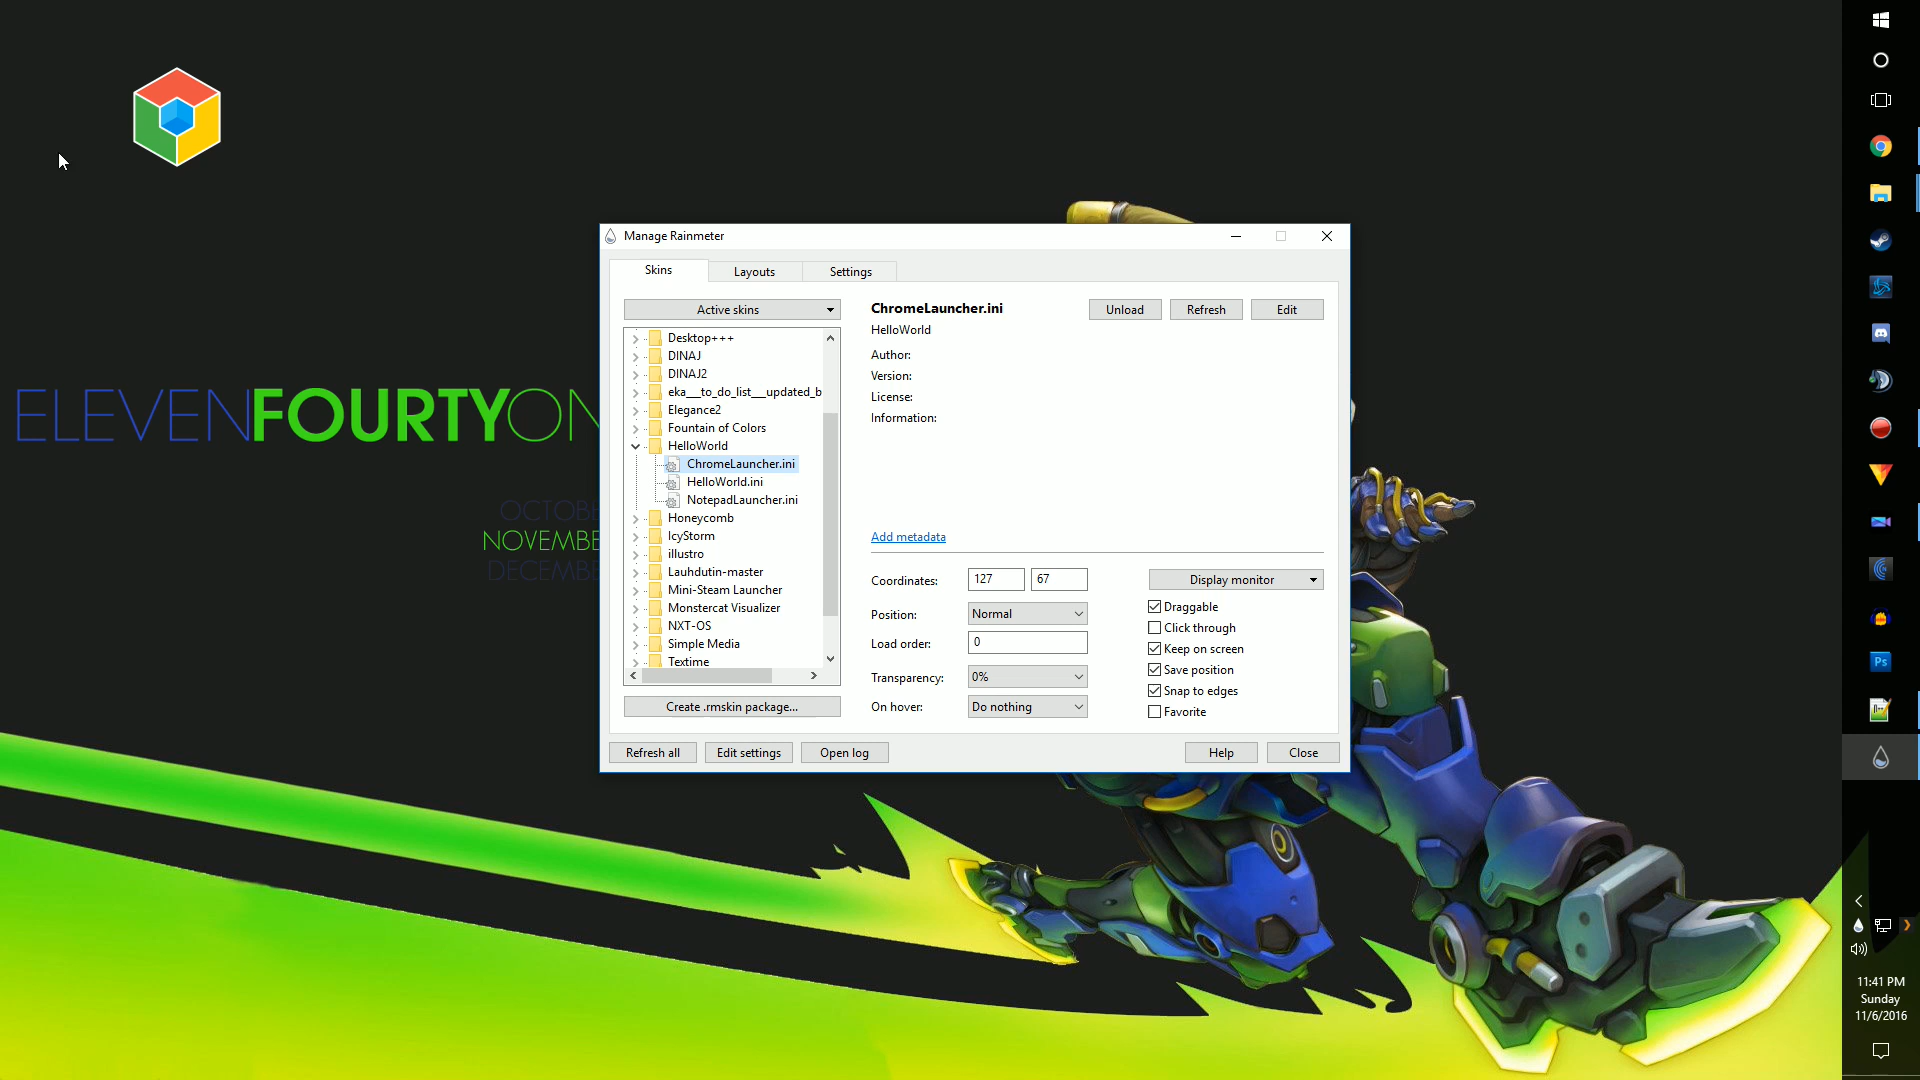 Manage Rainmeter
Skins
Layouts
Settings
Active skins
Desktop+++
DINAJ
DINAJ2
eka__to_do_list__updated_b
Elegance2
Fountain of Colors
HelloWorld
ChromeLauncher.ini
HelloWorld.ini
NotepadLauncher.ini
Honeycomb
IcyStorm
illustro
Lauhdutin-master
Mini-Steam Launcher
Monstercat Visualizer
NXT-OS
Simple Media
Textime
Create .rmskin package...
ChromeLauncher.ini
Unload
Refresh
Edit
HelloWorld
Author:
Version:
License:
Information:
Add metadata
Coordinates:
127
67
Display monitor
Position:
Normal
Load order:
0
Transparency:
0%
On hover:
Do nothing
Draggable
Click through
Keep on screen
Save position
Snap to edges
Favorite
Refresh all
Edit settings
Open log
Help
Close
ELEVENFOURTYON
OCTOBE
NOVEMBE
DECEMBE
Ps
11:41 PM
Sunday
11/6/2016